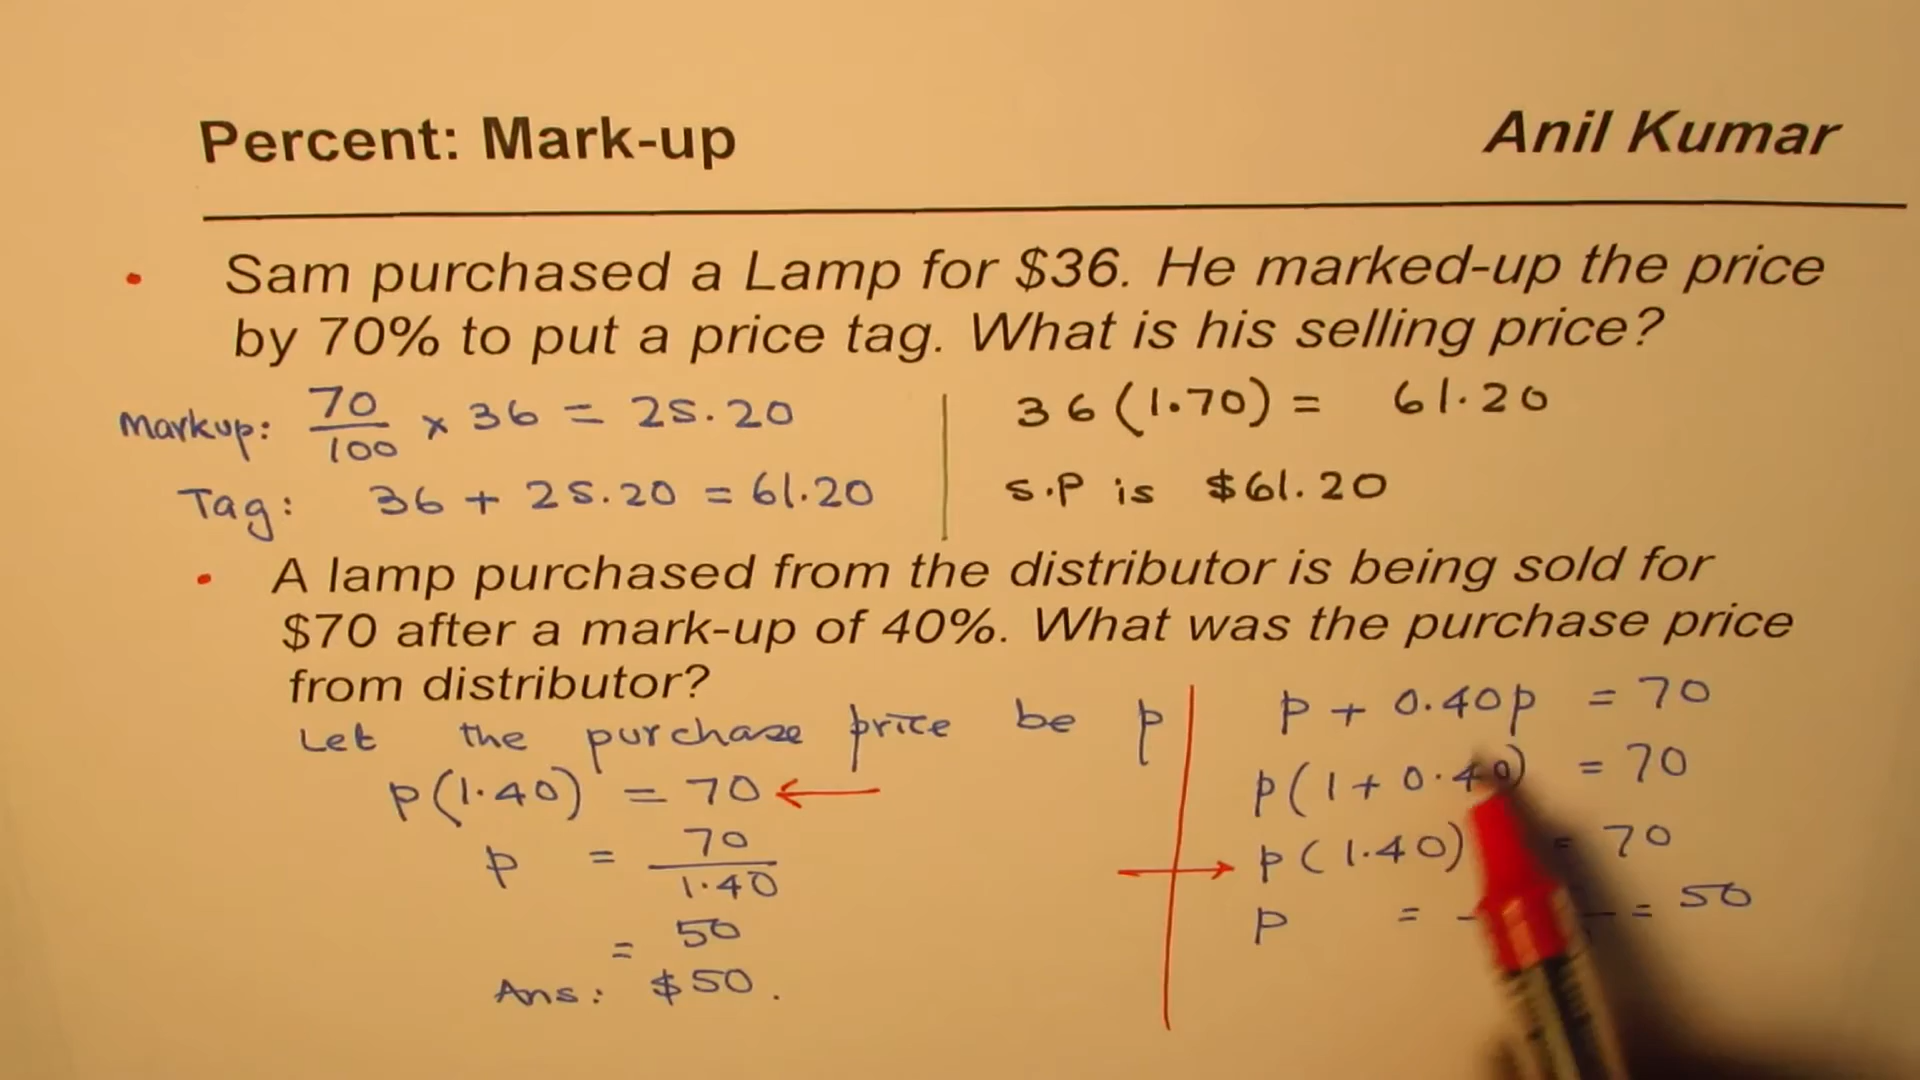 Percent: Mark-up
Anil Kumar
• Sam purchased a Lamp for $36. He marked-up the price
by 70% to put a price tag. What is his selling price?
Markup: 70/100 × 36 = 25.20
Tag: 36 + 25.20 = 61.20
36 (1.70) = 61.20
S.P is $61.20
• A lamp purchased from the distributor is being sold for
$70 after a mark-up of 40%. What was the purchase price
from distributor?
Let the purchase price be p
p(1.40) = 70 ←
p = 70/1.40
= 50
Ans: $50.
p + 0.40p = 70
p(1 + 0.40) = 70
→ p(1.40) = 70
p = = 50